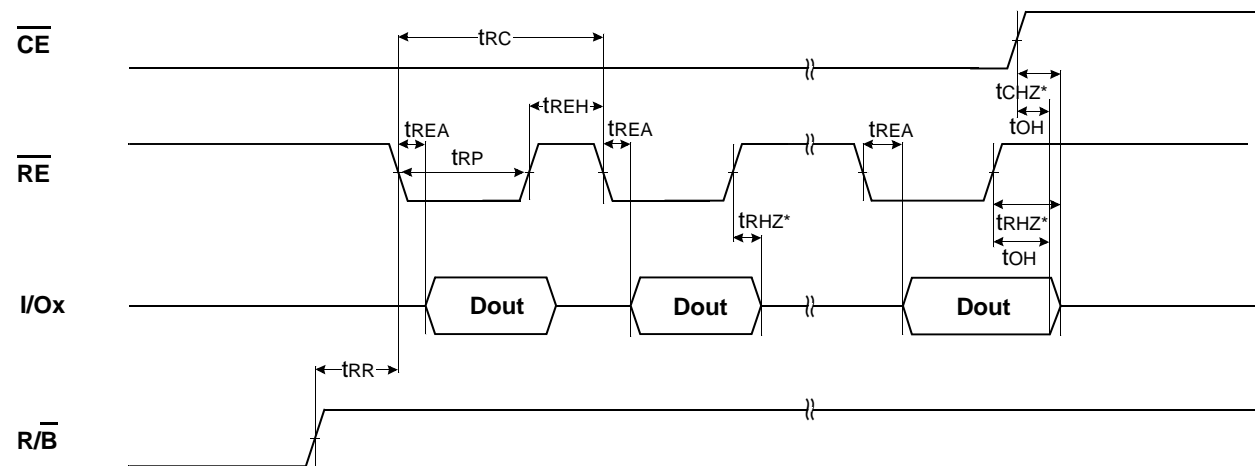 CE
tRC
tCHZ*
tREH
tREA
tREA
tREA
tOH
RE
tRP
tRHZ*
tRHZ*
tOH
I/Ox
Dout
Dout
Dout
tRR
R/B